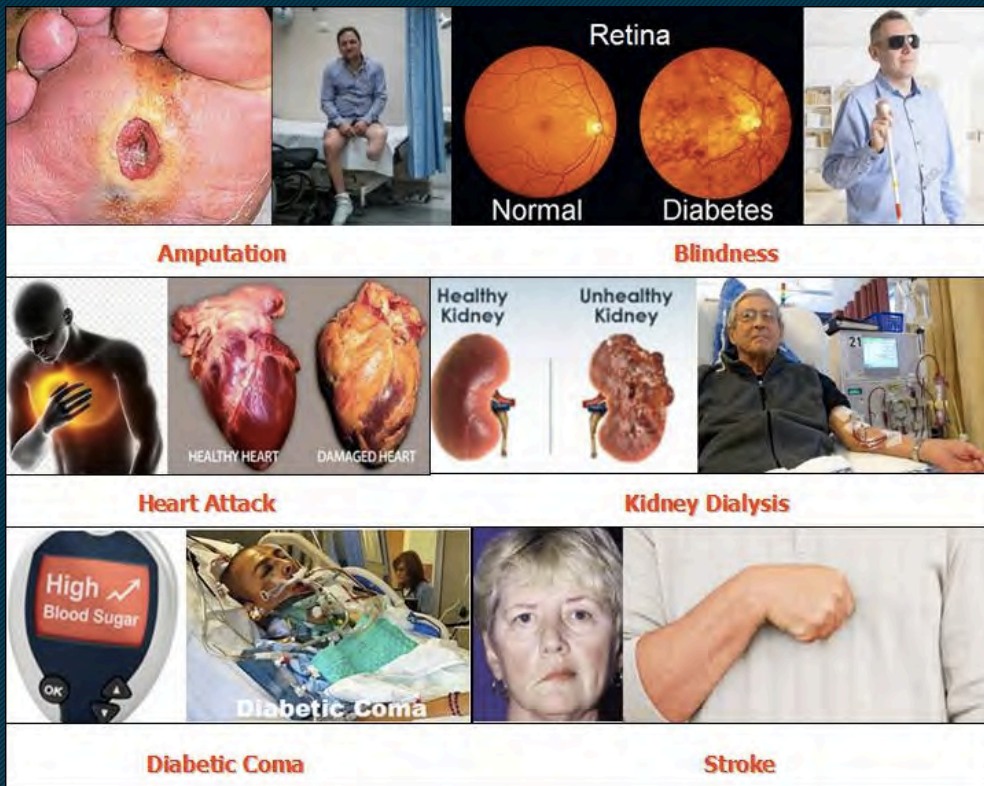 Retina
Normal Diabetes
Amputation Blindness
Healthy Kidney
Unhealthy Kidney
HEALTHY HEART DAMAGED HEART
21
Heart Attack Kidney Dialysis
High
Blood Sugar
OK
Diabetic Coma
Diabetic Coma Stroke